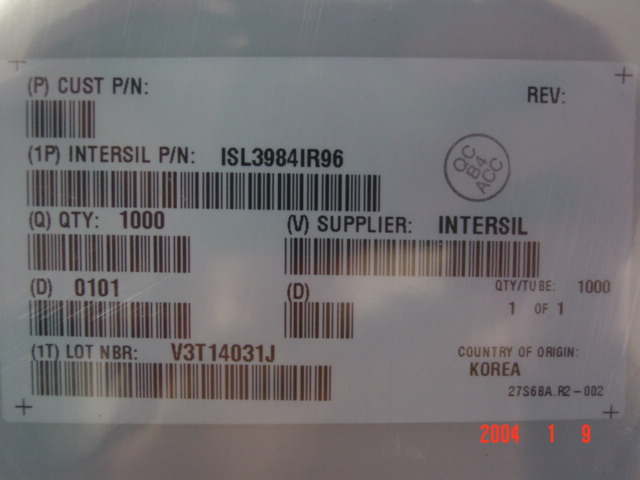 (P) CUST P/N:
REV:
(1P) INTERSIL P/N: ISL3984IR96
QC
B4
ACC
(Q) QTY: 1000
(V) SUPPLIER: INTERSIL
(D) 0101
(D)
QTY/TUBE: 1000
1 OF 1
(1T) LOT NBR: V3T14031J
COUNTRY OF ORIGIN:
KOREA
27S6BA.R2-002
2004 1 9